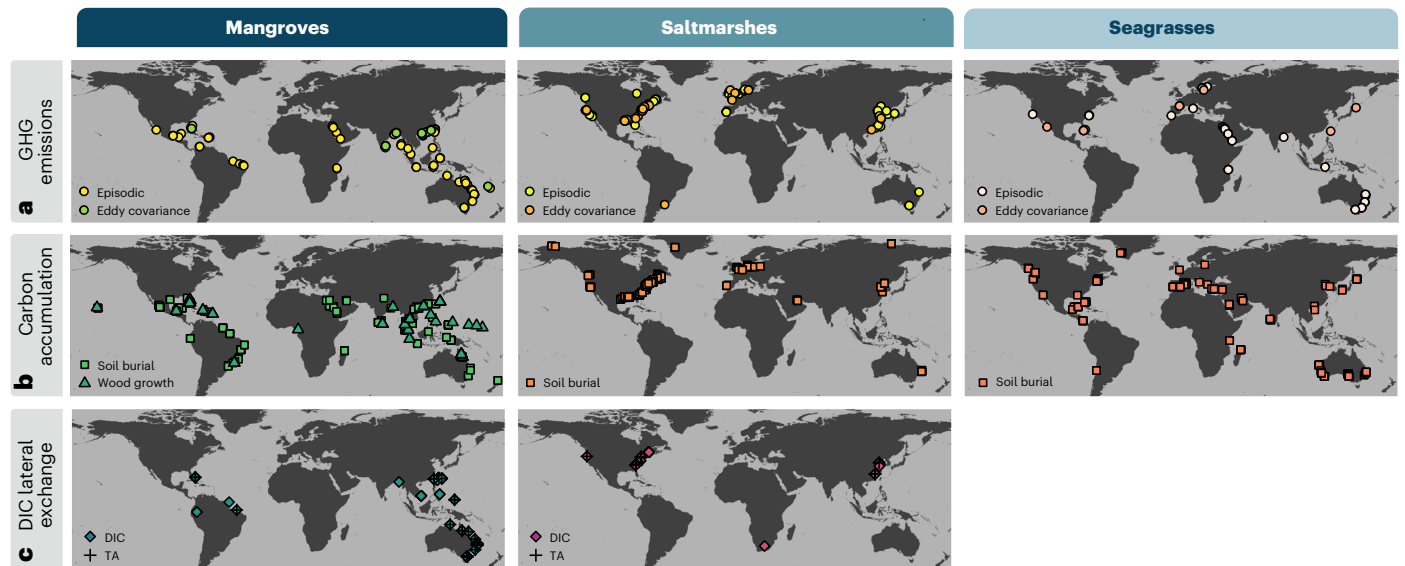 Mangroves
Saltmarshes
Seagrasses
a
GHG
emissions
Episodic
Eddy covariance
Episodic
Eddy covariance
Episodic
Eddy covariance
b
Carbon
accumulation
Soil burial
Wood growth
Soil burial
Soil burial
c
DIC lateral
exchange
DIC
TA
DIC
TA